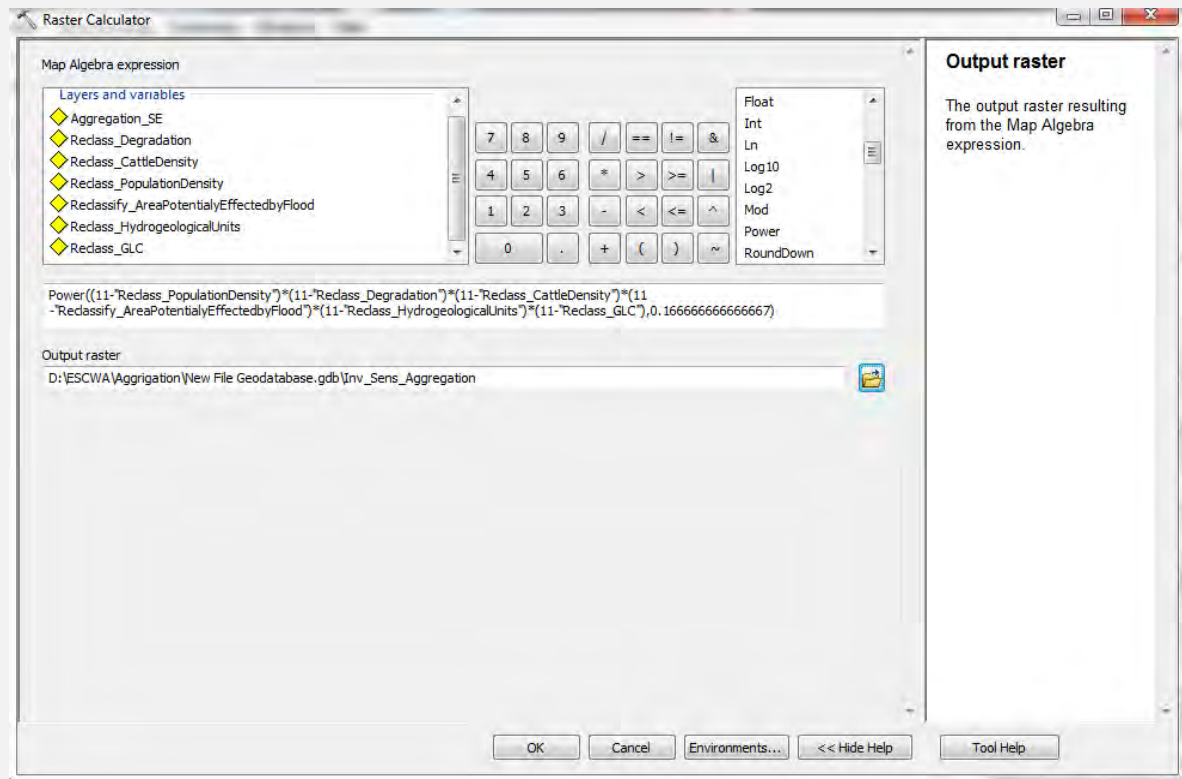 Raster Calculator
Map Algebra expression
Layers and variables
Aggregation_SE
Reclass_Degradation
Reclass_CattleDensity
Reclass_PopulationDensity
Reclassify_AreaPotentialyEffectedbyFlood
Reclass_HydrogeologicalUnits
Reclass_GLC
7 8 9 / == != &
4 5 6 * > >= |
1 2 3 - < <= ^
0 . + ( ) ~
Float
Int
Ln
Log10
Log2
Mod
Power
RoundDown
Power((11-"Reclass_PopulationDensity")*(11-"Reclass_Degradation")*(11-"Reclass_CattleDensity")*(11
-"Reclassify_AreaPotentialyEffectedbyFlood")*(11-"Reclass_HydrogeologicalUnits")*(11-"Reclass_GLC"),0.166666666666667)
Output raster
D:\ESCWA\Aggrigation\New File Geodatabase.gdb\Inv_Sens_Aggregation
OK Cancel Environments... << Hide Help Tool Help
Output raster
The output raster resulting
from the Map Algebra
expression.